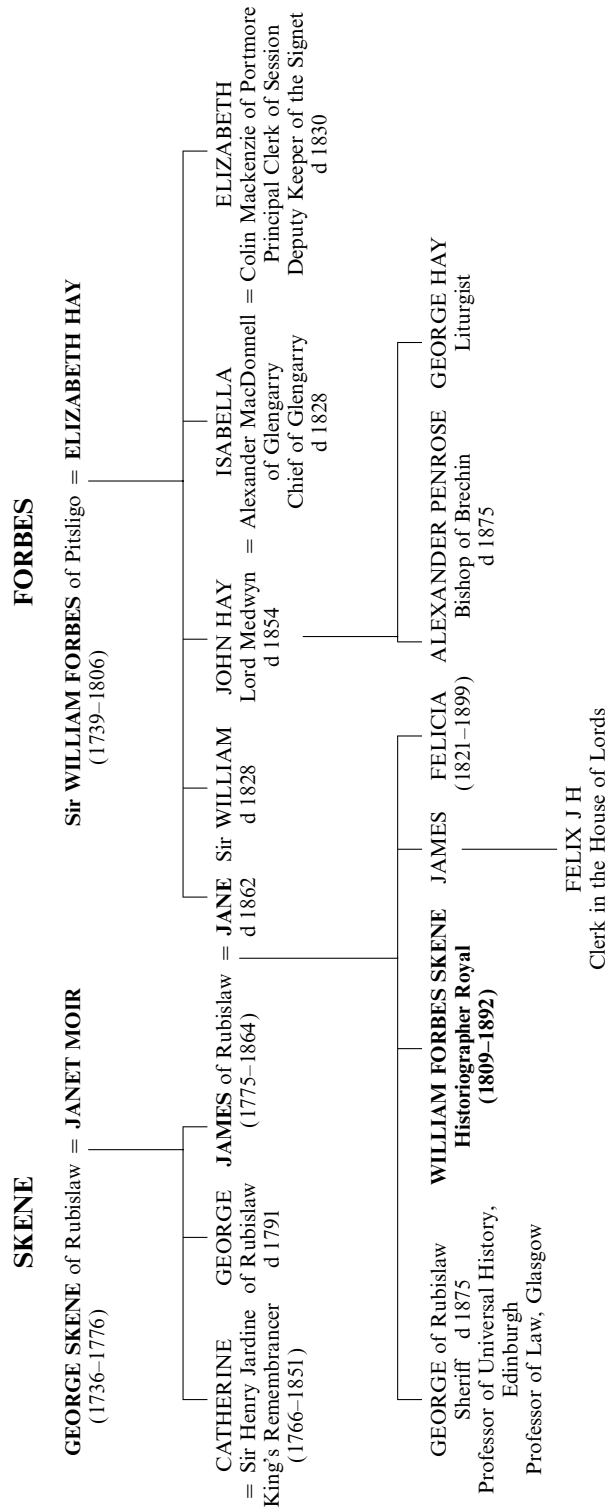 SKENE
FORBES
GEORGE SKENE of Rubislaw = JANET MOIR
(1736–1776)
Sir WILLIAM FORBES of Pitsligo = ELIZABETH HAY
(1739–1806)
CATHERINE
= Sir Henry Jardine
King's Remembrancer
(1766–1851)
GEORGE
of Rubislaw
d 1791
JAMES of Rubislaw = JANE
(1775–1864)
d 1862
Sir WILLIAM
d 1828
JOHN HAY
Lord Medwyn
d 1854
ISABELLA
= Alexander MacDonnell
of Glengarry
Chief of Glengarry
d 1828
ELIZABETH
= Colin Mackenzie of Portmore
Principal Clerk of Session
Deputy Keeper of the Signet
d 1830
GEORGE of Rubislaw
Sheriff d 1875
Professor of Universal History,
Edinburgh
Professor of Law, Glasgow
WILLIAM FORBES SKENE
Historiographer Royal
(1809–1892)
JAMES
FELICIA
(1821–1899)
ALEXANDER PENROSE
Bishop of Brechin
d 1875
GEORGE HAY
Liturgist
FELIX J H
Clerk in the House of Lords